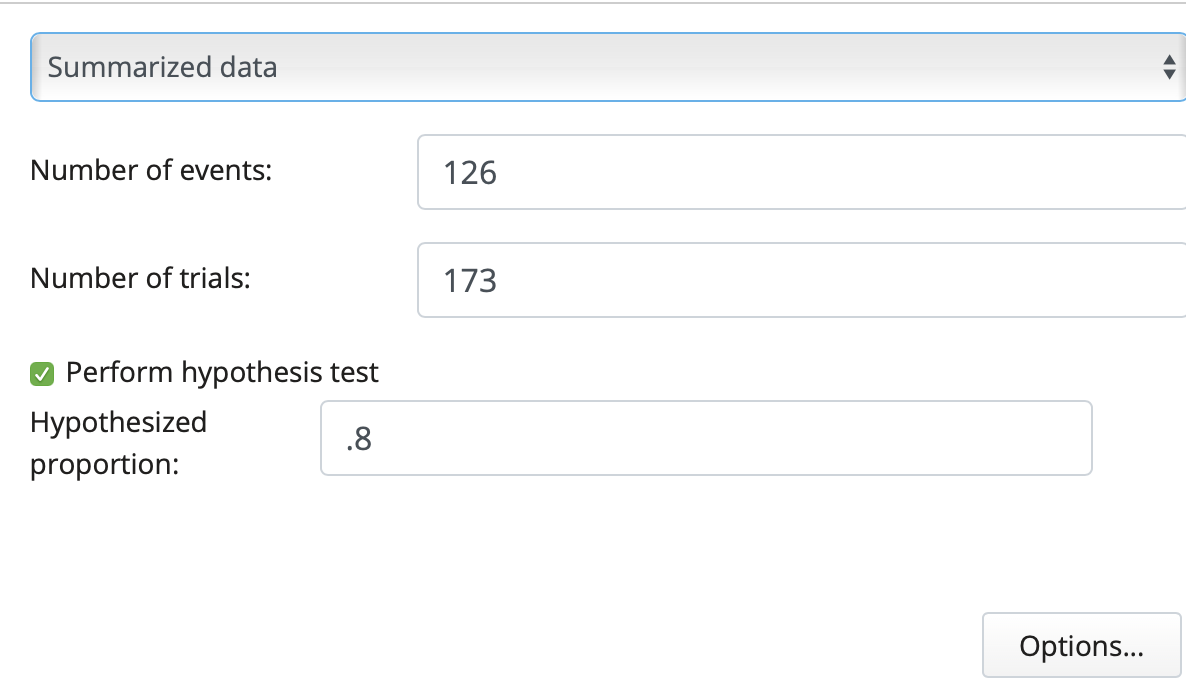 Summarized data
Number of events:
126
Number of trials:
173
Perform hypothesis test
Hypothesized
proportion:
.8
Options...